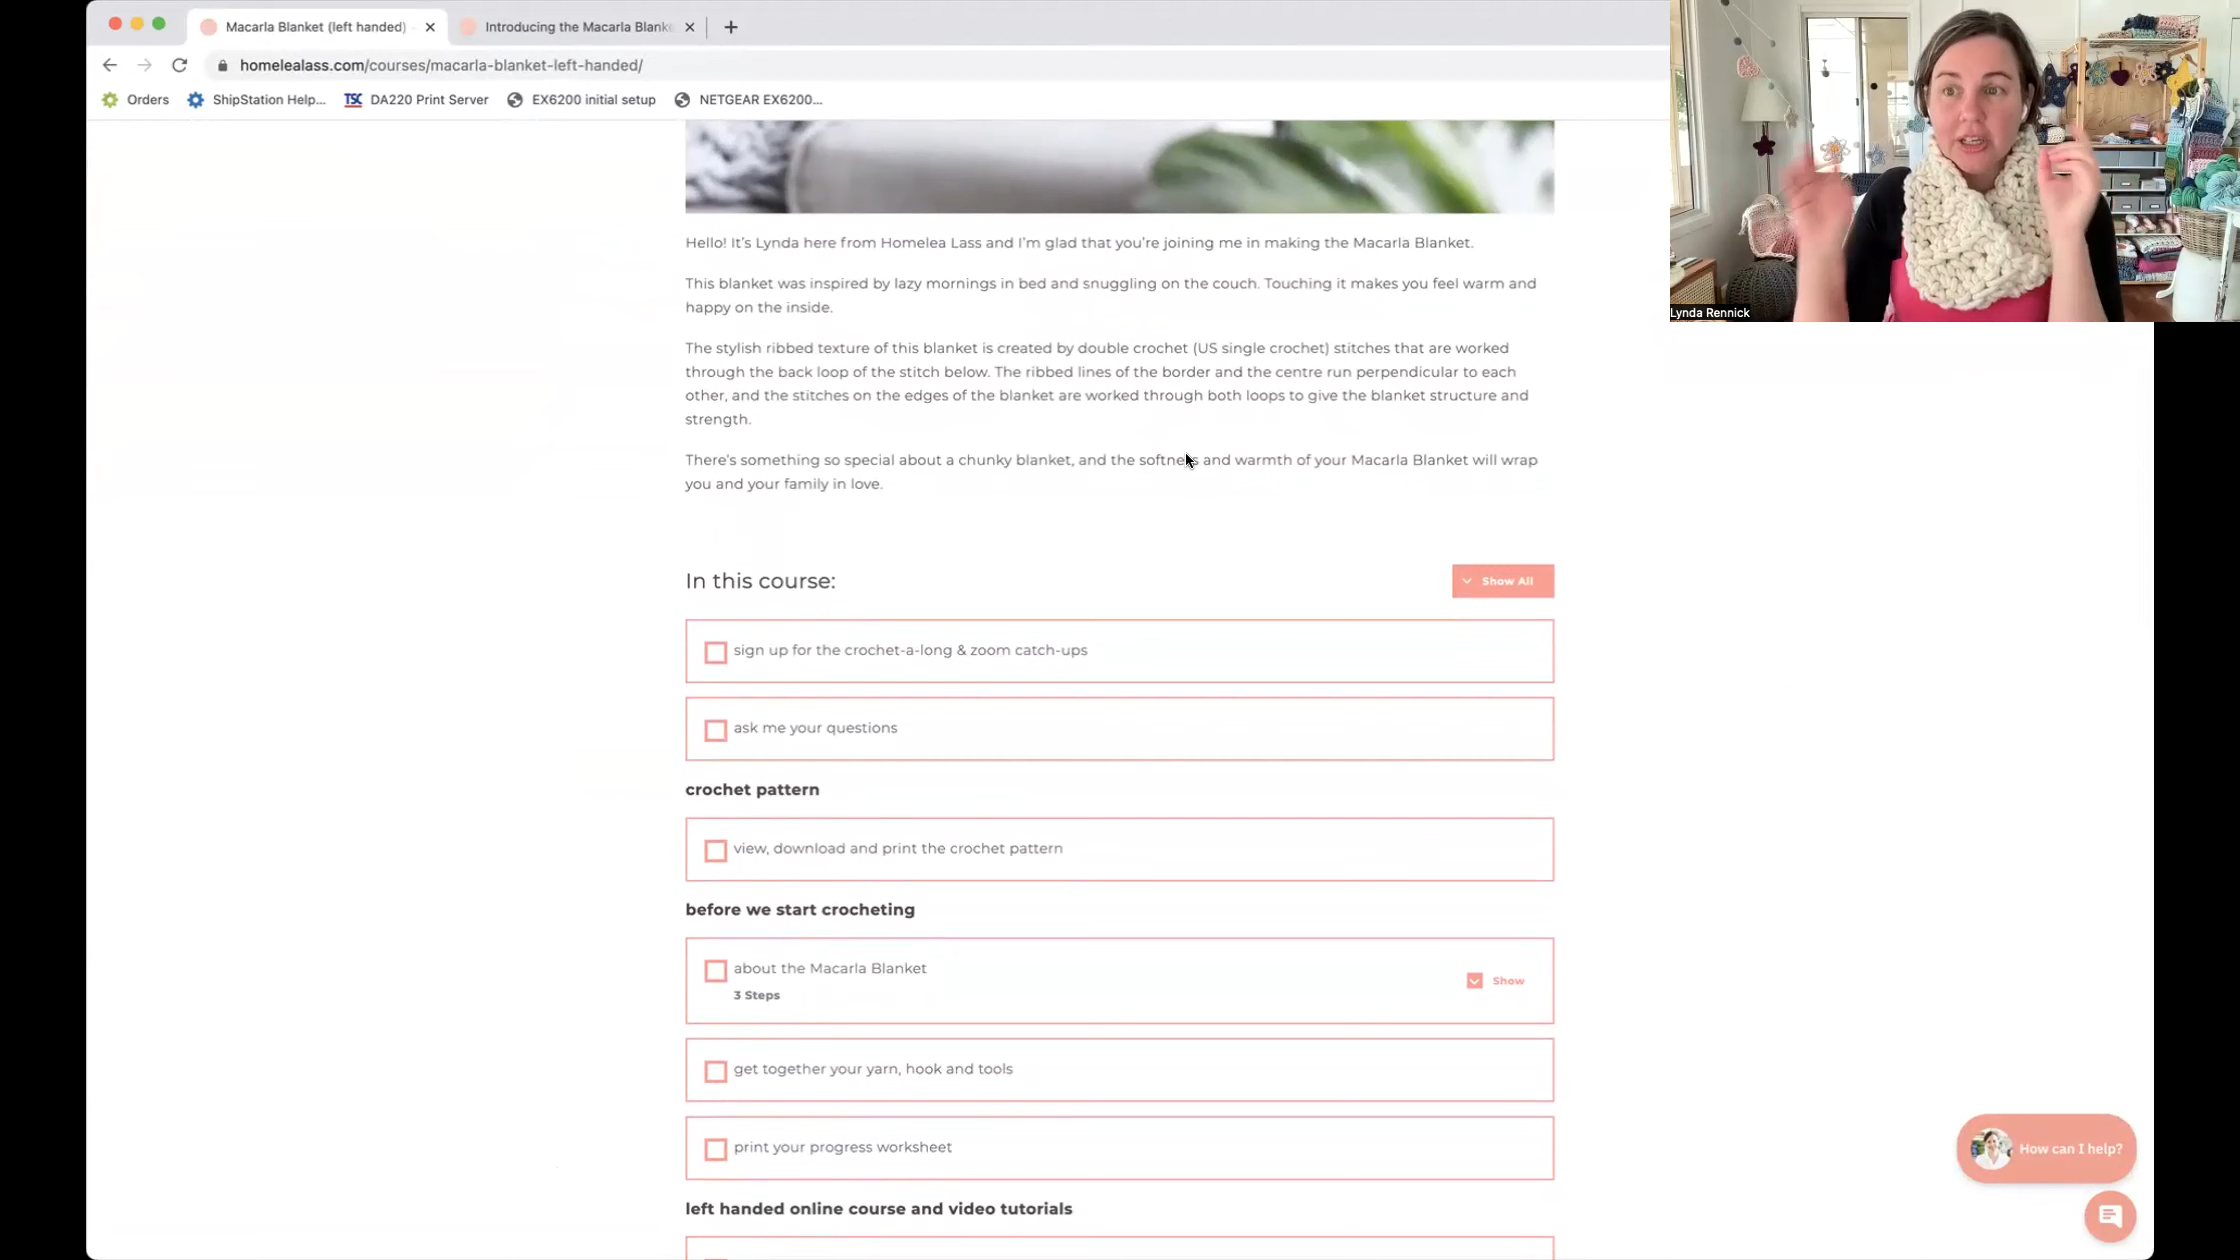 Macarla Blanket (left handed)
Introducing the Macarla Blank
homelealass.com/courses/macarla-blanket-left-handed/
Orders
ShipStation Help...
TSC DA220 Print Server
EX6200 initial setup
NETGEAR EX6200...
Lynda Rennick
Hello! It's Lynda here from Homelea Lass and I'm glad that you're joining me in making the Macarla Blanket.
This blanket was inspired by lazy mornings in bed and snuggling on the couch. Touching it makes you feel warm and
happy on the inside.
The stylish ribbed texture of this blanket is created by double crochet (US single crochet) stitches that are worked
through the back loop of the stitch below. The ribbed lines of the border and the centre run perpendicular to each
other, and the stitches on the edges of the blanket are worked through both loops to give the blanket structure and
strength.
There's something so special about a chunky blanket, and the softness and warmth of your Macarla Blanket will wrap
you and your family in love.
In this course:
Show All
sign up for the crochet-a-long & zoom catch-ups
ask me your questions
crochet pattern
view, download and print the crochet pattern
before we start crocheting
about the Macarla Blanket
3 Steps
Show
get together your yarn, hook and tools
print your progress worksheet
How can I help?
left handed online course and video tutorials